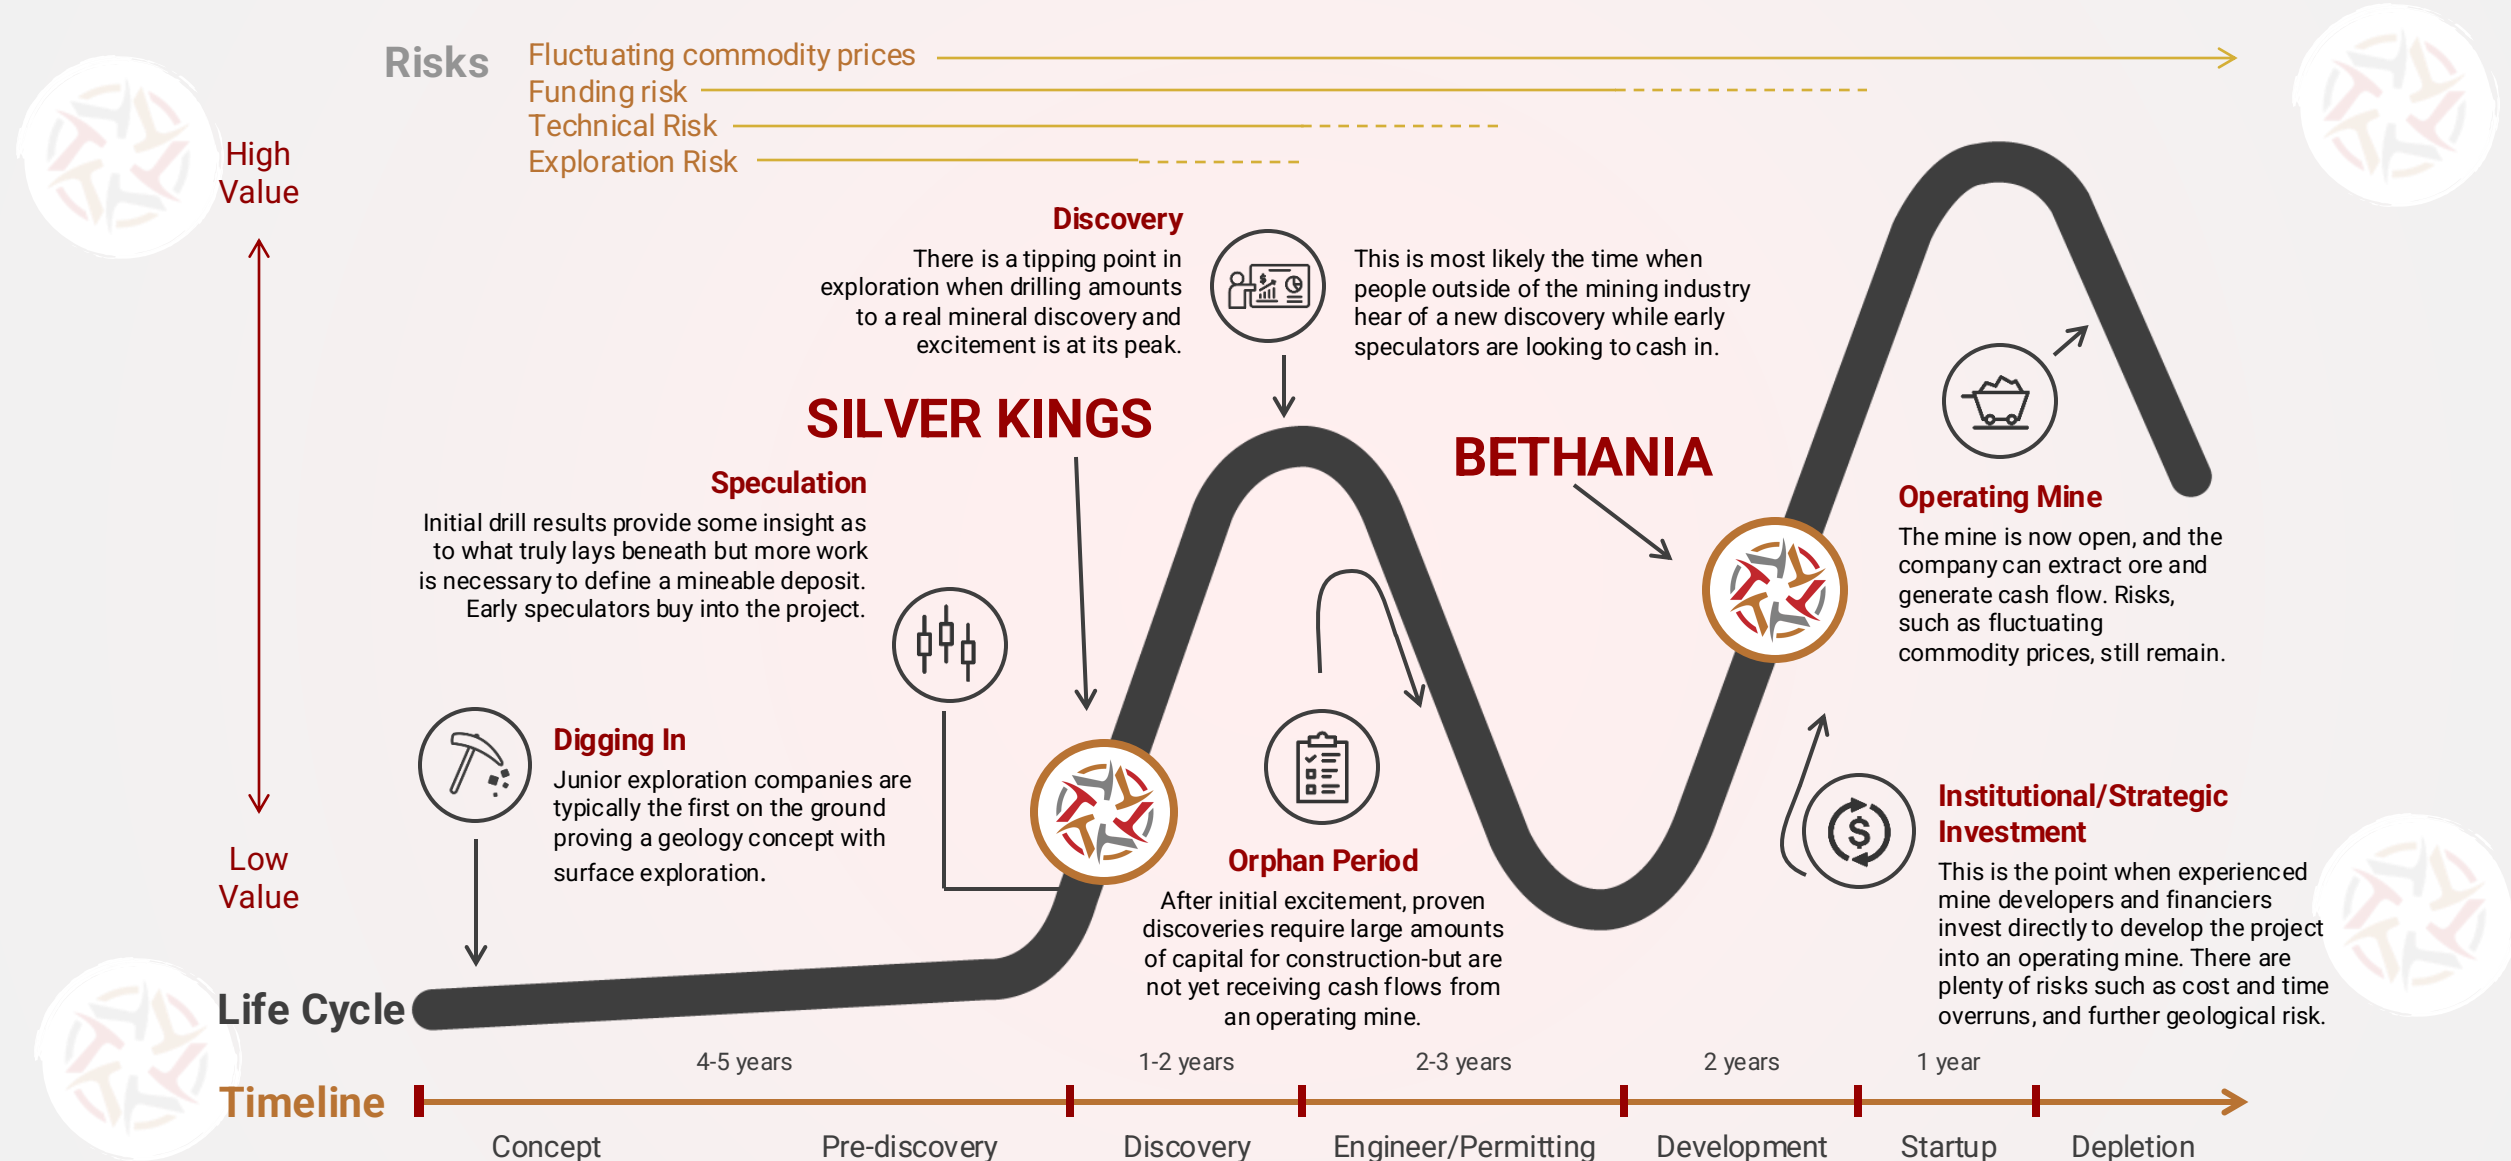 Risks
Fluctuating commodity prices
Funding risk
Technical Risk
Exploration Risk
High
Value
Low
Value
Discovery
There is a tipping point in
exploration when drilling amounts
to a real mineral discovery and
excitement is at its peak.
This is most likely the time when
people outside of the mining industry
hear of a new discovery while early
speculators are looking to cash in.
SILVER KINGS
BETHANIA
Speculation
Initial drill results provide some insight as
to what truly lays beneath but more work
is necessary to define a mineable deposit.
Early speculators buy into the project.
Operating Mine
The mine is now open, and the
company can extract ore and
generate cash flow. Risks,
such as fluctuating
commodity prices, still remain.
Digging In
Junior exploration companies are
typically the first on the ground
proving a geology concept with
surface exploration.
Orphan Period
After initial excitement, proven
discoveries require large amounts
of capital for construction-but are
not yet receiving cash flows from
an operating mine.
Institutional/Strategic
Investment
This is the point when experienced
mine developers and financiers
invest directly to develop the project
into an operating mine. There are
plenty of risks such as cost and time
overruns, and further geological risk.
Life Cycle
4-5 years
1-2 years
2-3 years
2 years
1 year
Timeline
Concept
Pre-discovery
Discovery
Engineer/Permitting
Development
Startup
Depletion